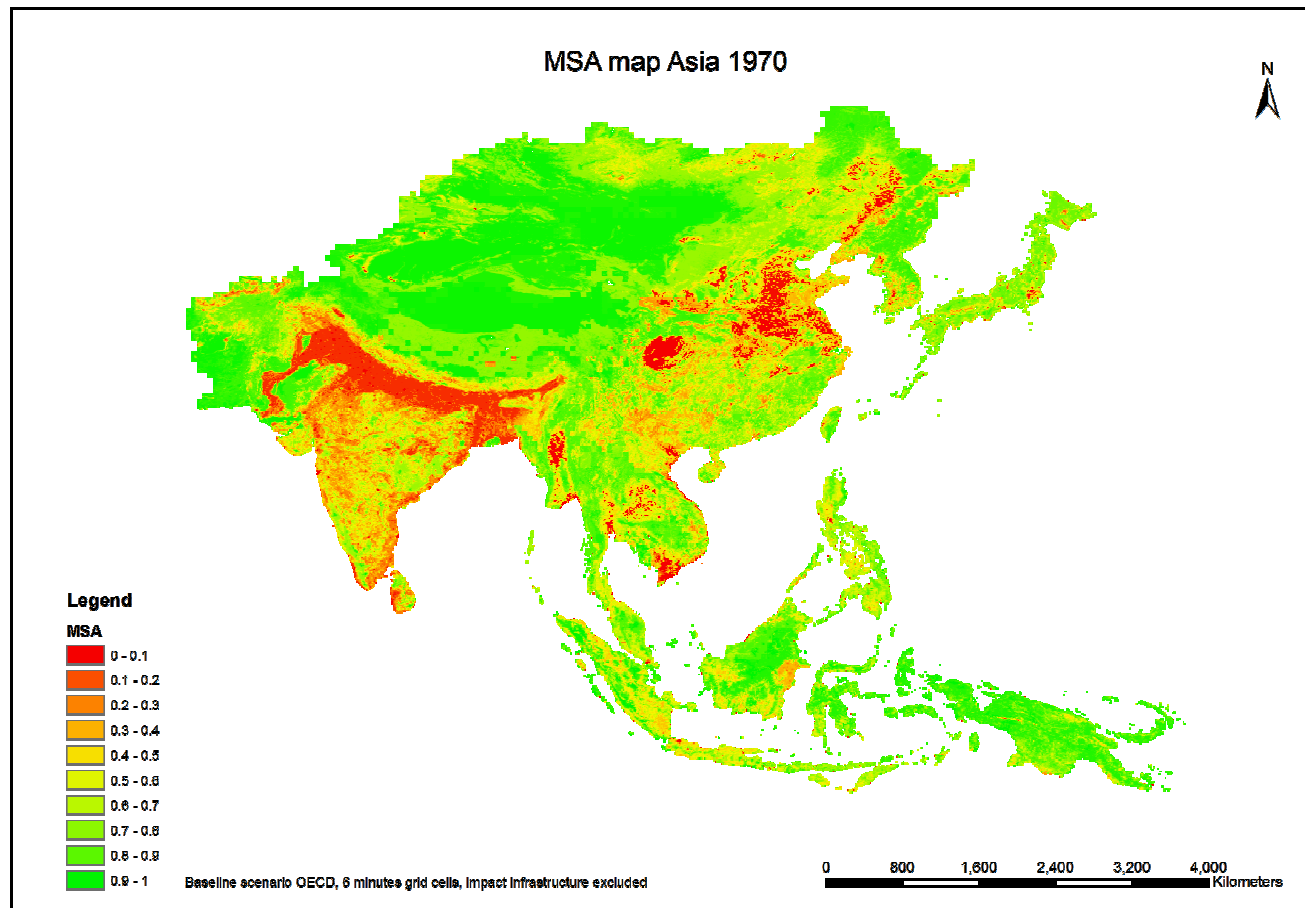 MSA map Asia 1970
N
Legend
MSA
0 - 0.1
0.1 - 0.2
0.2 - 0.3
0.3 - 0.4
0.4 - 0.5
0.5 - 0.6
0.6 - 0.7
0.7 - 0.8
0.8 - 0.9
0.9 - 1
Baseline scenario OECD, 6 minutes grid cells, impact infrastructure excluded
0 800 1,600 2,400 3,200 4,000
Kilometers